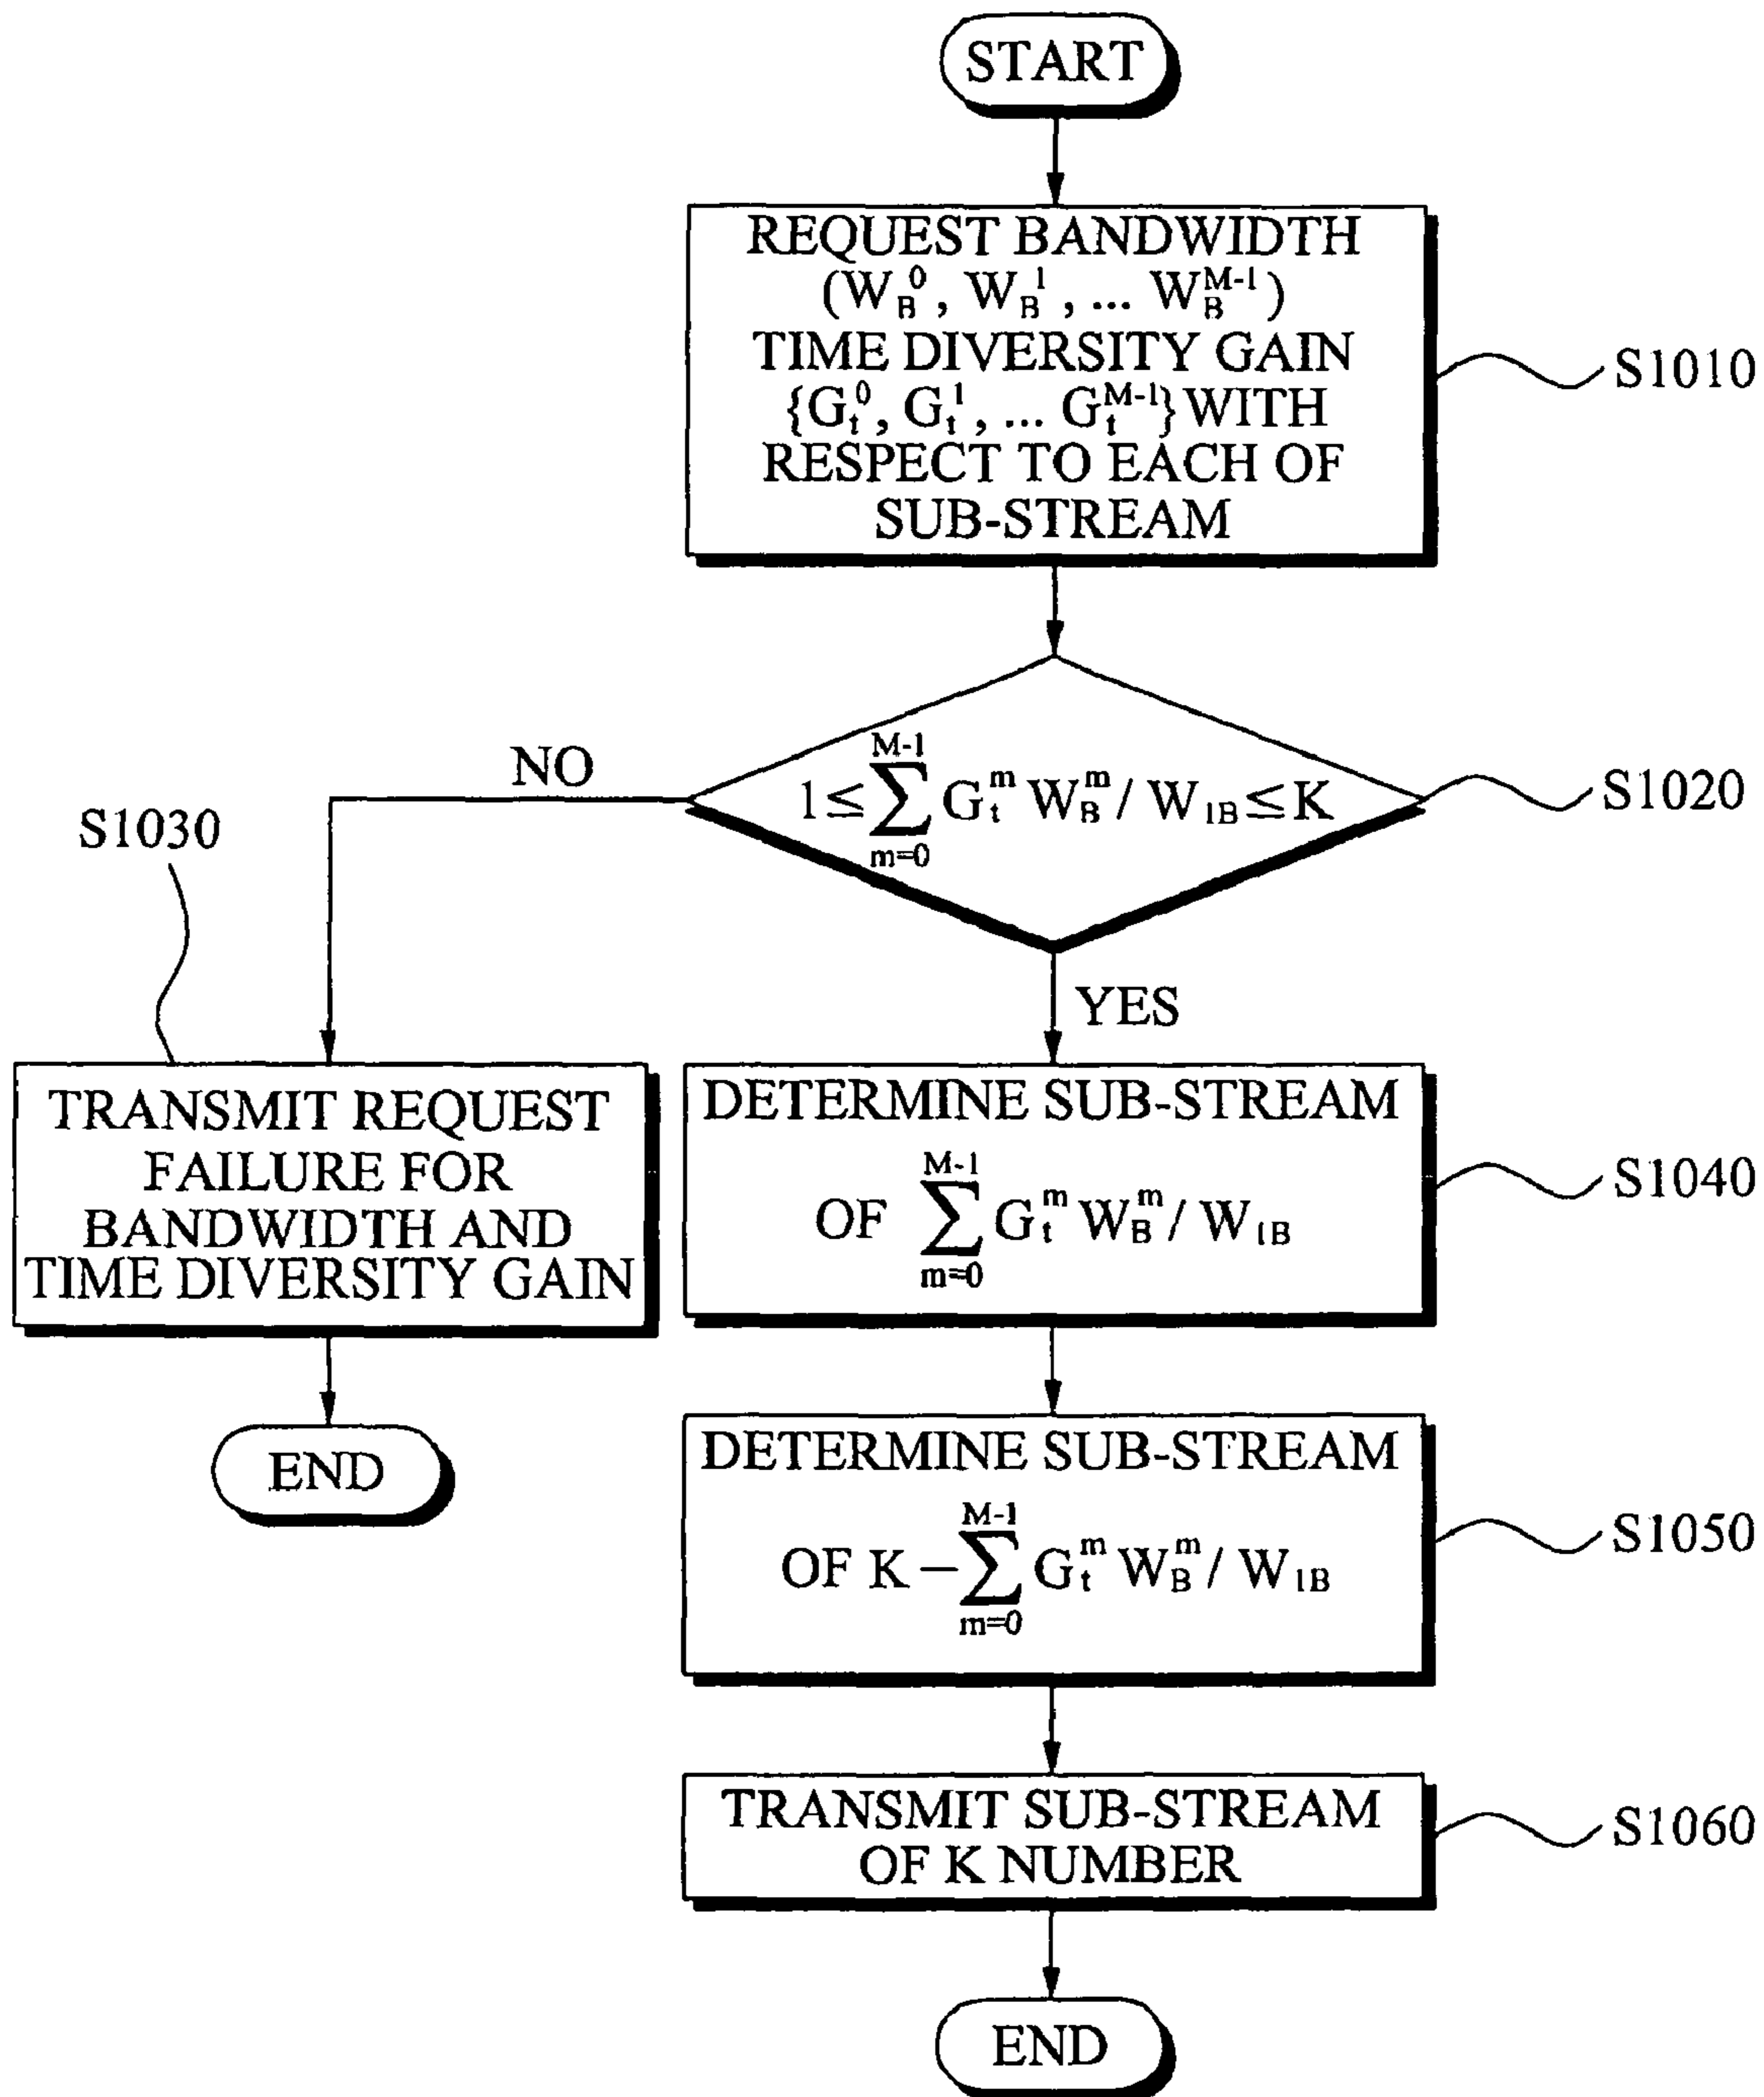 START
REQUEST BANDWIDTH
(W_B^0, W_B^1, ... W_B^{M-1})
TIME DIVERSITY GAIN
{G_t^0, G_t^1, ... G_t^{M-1}} WITH
RESPECT TO EACH OF
SUB-STREAM
S1010
1≤∑_{m=0}^{M-1} G_t^m W_B^m / W_{1B}≤K
S1020
NO
YES
S1030
TRANSMIT REQUEST
FAILURE FOR
BANDWIDTH AND
TIME DIVERSITY GAIN
END
DETERMINE SUB-STREAM
OF ∑_{m=0}^{M-1} G_t^m W_B^m / W_{1B}
S1040
DETERMINE SUB-STREAM
OF K − ∑_{m=0}^{M-1} G_t^m W_B^m / W_{1B}
S1050
TRANSMIT SUB-STREAM
OF K NUMBER
S1060
END